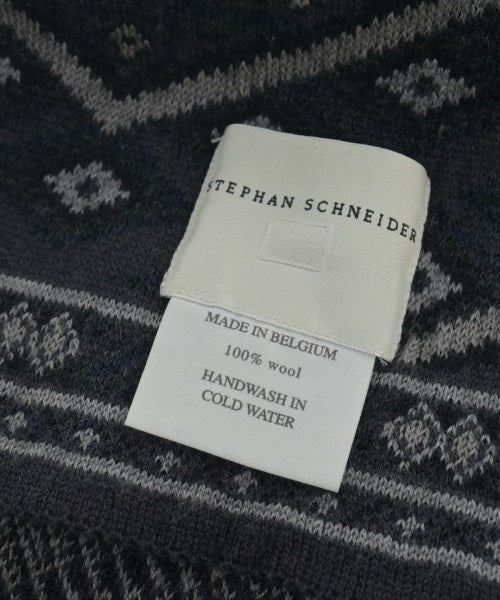 STEPHAN SCHNEIDER
MADE IN BELGIUM
100% wool
HANDWASH IN
COLD WATER